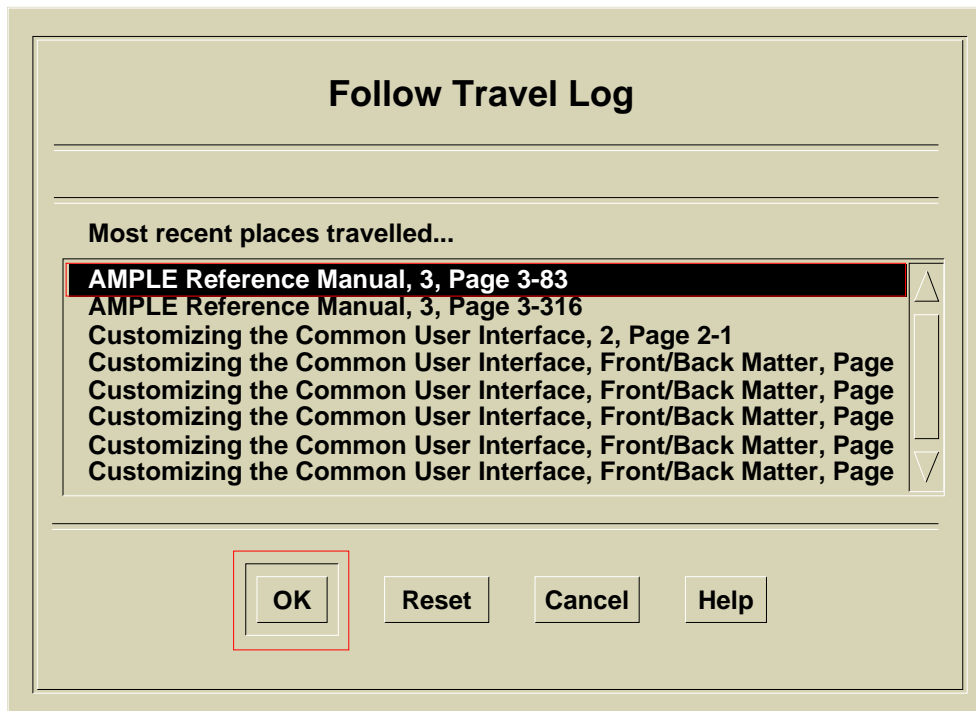 Follow Travel Log
Most recent places travelled...
AMPLE Reference Manual, 3, Page 3-83
AMPLE Reference Manual, 3, Page 3-316
Customizing the Common User Interface, 2, Page 2-1
Customizing the Common User Interface, Front/Back Matter, Page
Customizing the Common User Interface, Front/Back Matter, Page
Customizing the Common User Interface, Front/Back Matter, Page
Customizing the Common User Interface, Front/Back Matter, Page
Customizing the Common User Interface, Front/Back Matter, Page
OK Reset Cancel Help